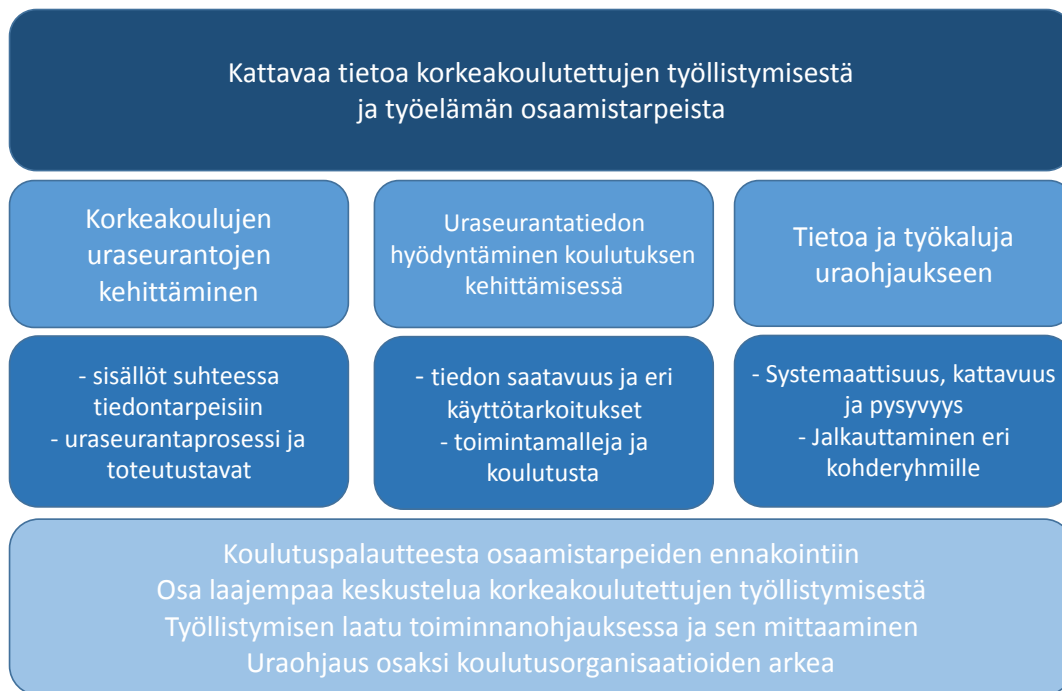 Kattavaa tietoa korkeakoulutettujen työllistymisestä
ja työelämän osaamistarpeista
Korkeakoulujen
uraseurantojen
kehittäminen
Uraseurantatiedon
hyödyntäminen koulutuksen
kehittämisessä
Tietoa ja työkaluja
uraohjaukseen
- sisällöt suhteessa
tiedontarpeisiin
- uraseurantaprosessi ja
toteutustavat
- tiedon saatavuus ja eri
käyttötarkoitukset
- toimintamalleja ja
koulutusta
- Systemaattisuus, kattavuus
ja pysyvyys
- Jalkauttaminen eri
kohderyhmille
Koulutuspalautteesta osaamistarpeiden ennakointiin
Osa laajempaa keskustelua korkeakoulutettujen työllistymisestä
Työllistymisen laatu toiminnanohjauksessa ja sen mittaaminen
Uraohjaus osaksi koulutusorganisaatioiden arkea